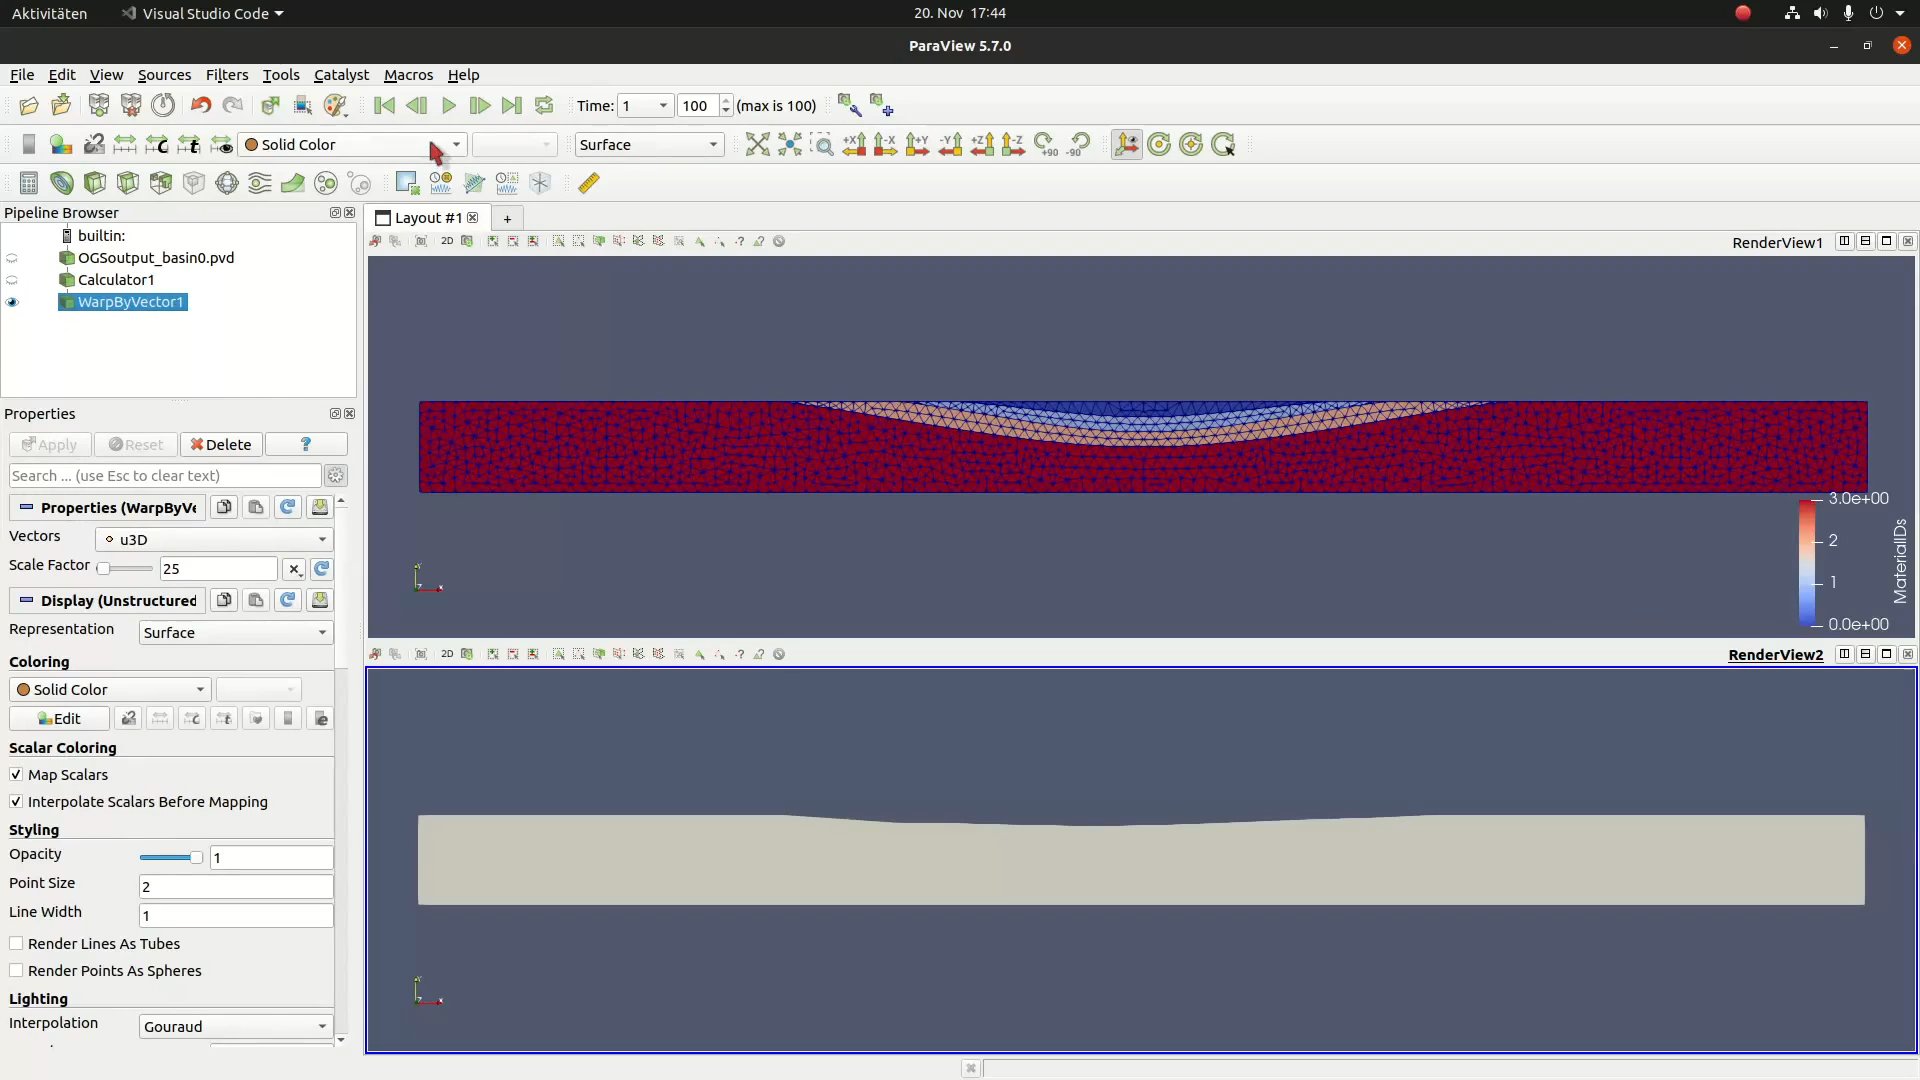 Aktivitäten Visual Studio Code 20. Nov 17:44
ParaView 5.7.0
File Edit View Sources Filters Tools Catalyst Macros Help
Time: 1 100 (max is 100)
Solid Color Surface +X -X +Y -Y +Z -Z +90 -90
Pipeline Browser
builtin:
OGSoutput_basin0.pvd
Calculator1
WarpByVector1
Properties
Apply Reset Delete ?
Search ... (use Esc to clear text)
Properties (WarpByVe
Vectors u3D
Scale Factor 25
Display (Unstructured
Representation Surface
Coloring
Solid Color
Edit
Scalar Coloring
Map Scalars
Interpolate Scalars Before Mapping
Styling
Opacity 1
Point Size 2
Line Width 1
Render Lines As Tubes
Render Points As Spheres
Lighting
Interpolation Gouraud
Layout #1 +
2D RenderView1
3.0e+00
2
1
0.0e+00
MaterialIDs
2D RenderView2